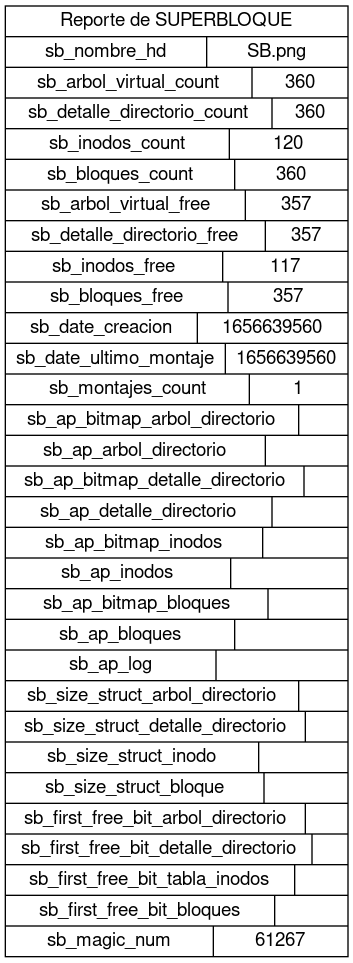 Reporte de SUPERBLOQUE
sb_nombre_hd SB.png
sb_arbol_virtual_count 360
sb_detalle_directorio_count 360
sb_inodos_count 120
sb_bloques_count 360
sb_arbol_virtual_free 357
sb_detalle_directorio_free 357
sb_inodos_free 117
sb_bloques_free 357
sb_date_creacion 1656639560
sb_date_ultimo_montaje 1656639560
sb_montajes_count 1
sb_ap_bitmap_arbol_directorio
sb_ap_arbol_directorio
sb_ap_bitmap_detalle_directorio
sb_ap_detalle_directorio
sb_ap_bitmap_inodos
sb_ap_inodos
sb_ap_bitmap_bloques
sb_ap_bloques
sb_ap_log
sb_size_struct_arbol_directorio
sb_size_struct_detalle_directorio
sb_size_struct_inodo
sb_size_struct_bloque
sb_first_free_bit_arbol_directorio
sb_first_free_bit_detalle_directorio
sb_first_free_bit_tabla_inodos
sb_first_free_bit_bloques
sb_magic_num 61267